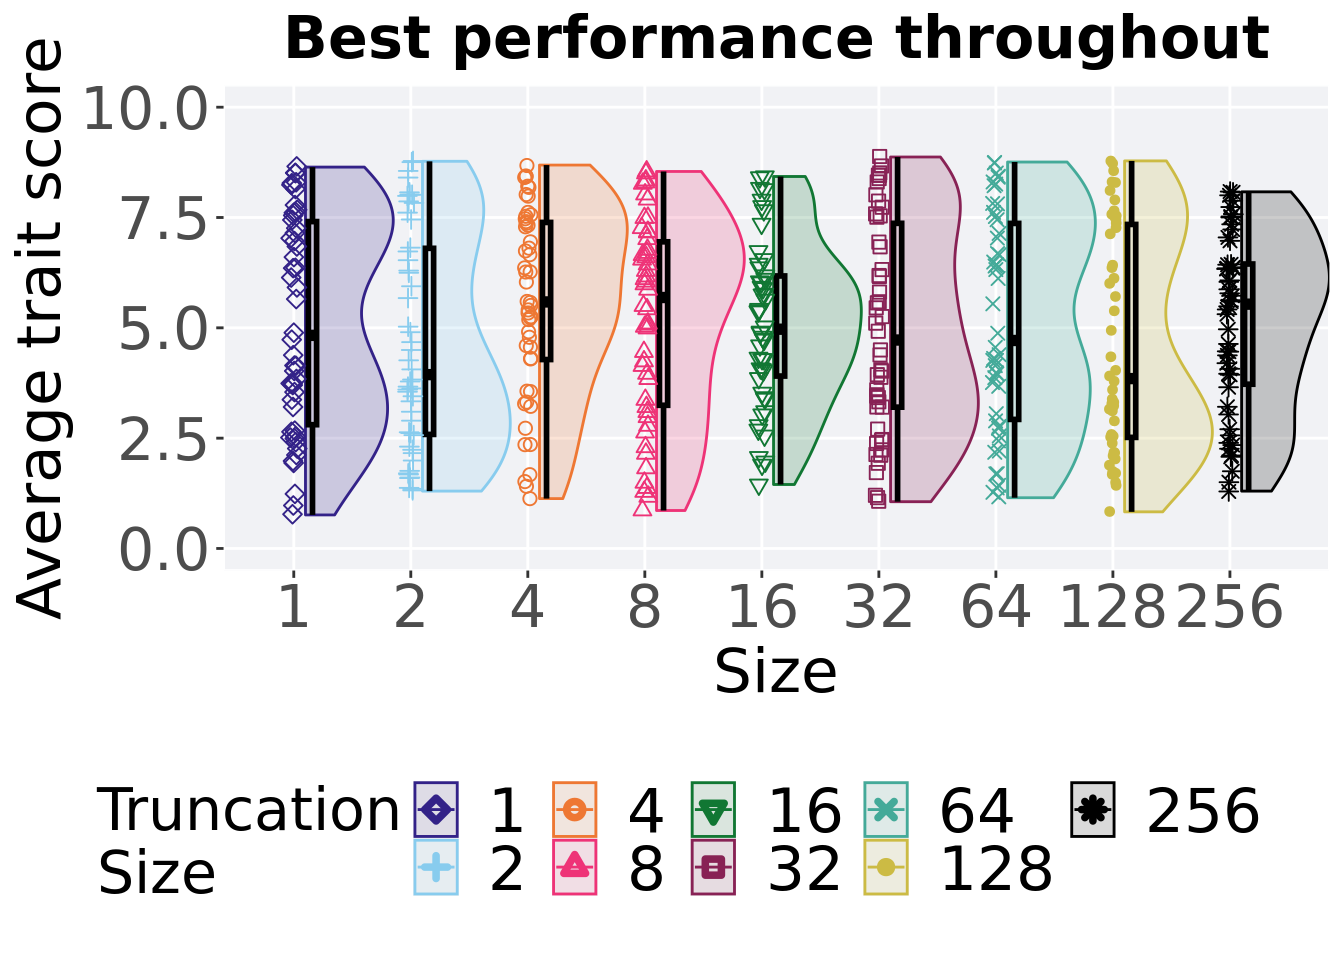 Best performance throughout
Average trait score
10.0
7.5
5.0
2.5
0.0
1 2 4 8 16 32 64 128 256
Size
Truncation Size
1 4 16 64 256
2 8 32 128